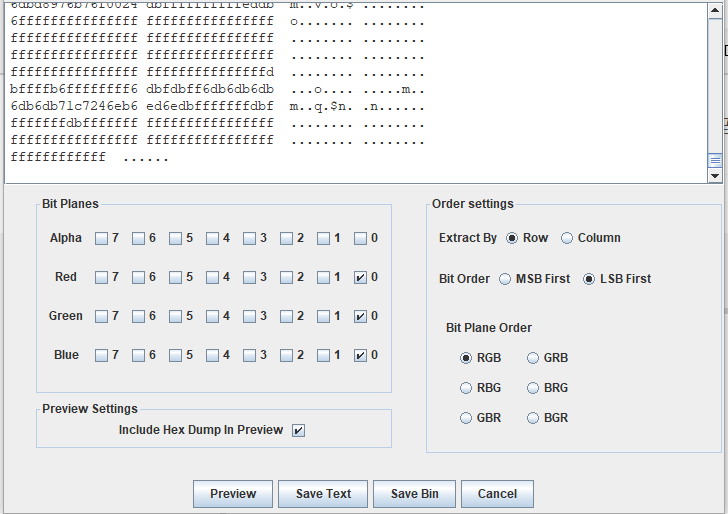 6dbd8976b76f0024 dbffffffffffeddb m..v.o.$ ........
6fffffffffffffff ffffffffffffffff o....... ........
ffffffffffffffff ffffffffffffffff ........ ........
ffffffffffffffff ffffffffffffffff ........ ........
ffffffffffffffff fffffffffffffffd ........ ........
bffffb6ffffffff6 dbfdbff6db6db6db ...o.... .....m..
6db6db71c7246eb6 ed6edbfffffffdbf m..q.$n. .n......
fffffffdbfffffff ffffffffffffffff ........ ........
ffffffffffffffff ffffffffffffffff ........ ........
ffffffffffff ......
Bit Planes
Alpha 7 6 5 4 3 2 1 0
Red 7 6 5 4 3 2 1 0
Green 7 6 5 4 3 2 1 0
Blue 7 6 5 4 3 2 1 0
Preview Settings
Include Hex Dump In Preview
Order settings
Extract By Row Column
Bit Order MSB First LSB First
Bit Plane Order
RGB GRB
RBG BRG
GBR BGR
Preview Save Text Save Bin Cancel